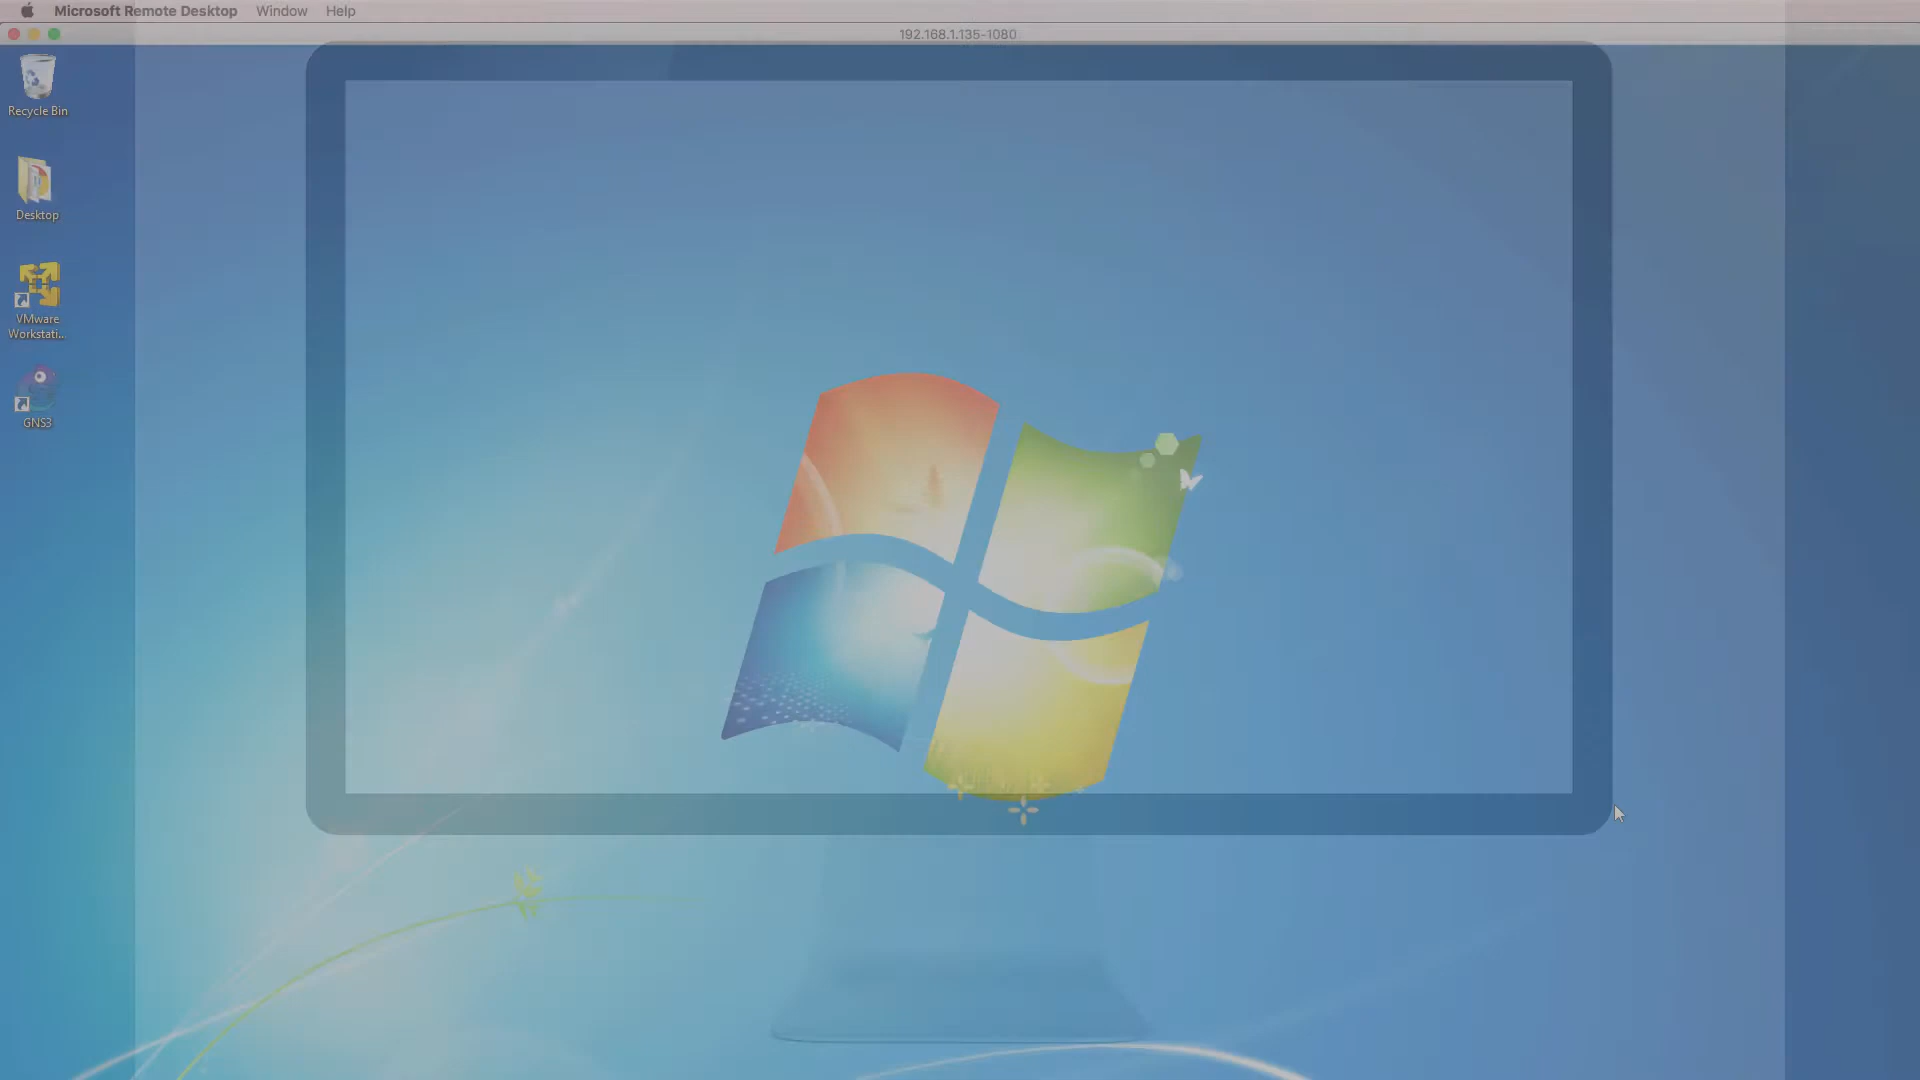 Microsoft Remote Desktop Window Help
192.168.1.135-1080
Recycle Bin
Desktop
VMware
Workstati...
GNS3